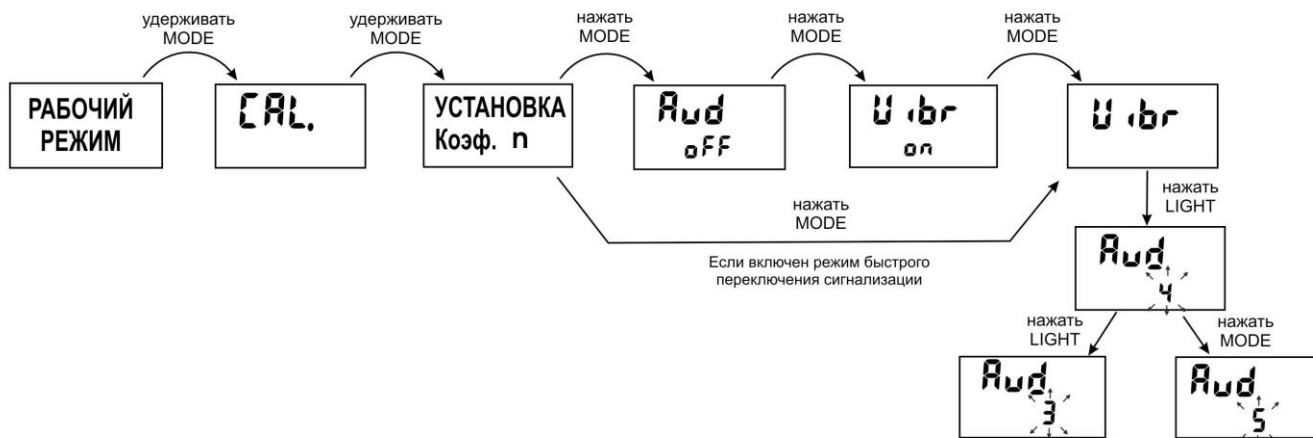 удерживать
MODE
удерживать
MODE
нажать
MODE
нажать
MODE
нажать
MODE
РАБОЧИЙ
РЕЖИМ
CAL.
УСТАНОВКА
Коэф. n
Aud
oFF
Vibr
on
Vibr
нажать
MODE
Если включен режим быстрого
переключения сигнализации
нажать
LIGHT
Aud
4
нажать
LIGHT
нажать
MODE
Aud
3
Aud
5